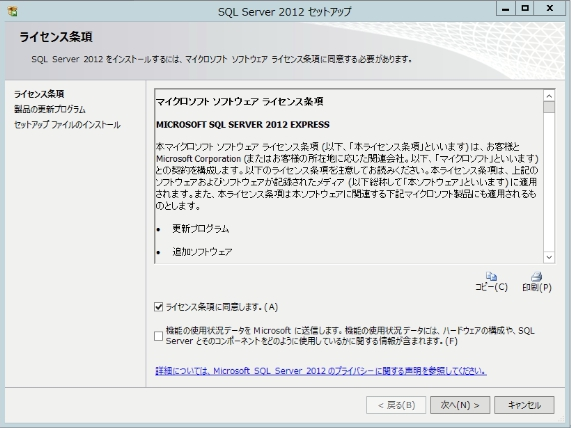 SQL Server 2012 セットアップ
ライセンス条項
SQL Server 2012 をインストールするには、マイクロソフト ソフトウェア ライセンス条項に同意する必要があります。
ライセンス条項
製品の更新プログラム
セットアップ ファイルのインストール
マイクロソフト ソフトウェア ライセンス条項
MICROSOFT SQL SERVER 2012 EXPRESS
本マイクロソフト ソフトウェア ライセンス条項 (以下、「本ライセンス条項」といいます) は、お客様と
Microsoft Corporation (またはお客様の所在地に応じた関連会社。以下、「マイクロソフト」といいます)
との契約を構成します。以下のライセンス条項を注意してお読みください。本ライセンス条項は、上記の
ソフトウェアおよびソフトウェアが記録されたメディア (以下総称して「本ソフトウェア」といいます) に適用
されます。また、本ライセンス条項は本ソフトウェアに関連する下記マイクロソフト製品にも適用されるも
のとします。
• 更新プログラム
• 追加ソフトウェア
コピー(C)
印刷(P)
ライセンス条項に同意します。(A)
機能の使用状況データを Microsoft に送信します。機能の使用状況データには、ハードウェアの構成や、SQL
Server とそのコンポーネントをどのように使用しているかに関する情報が含まれます。(F)
詳細については、Microsoft SQL Server 2012 のプライバシーに関する声明を参照してください。
< 戻る(B)
次へ(N) >
キャンセル